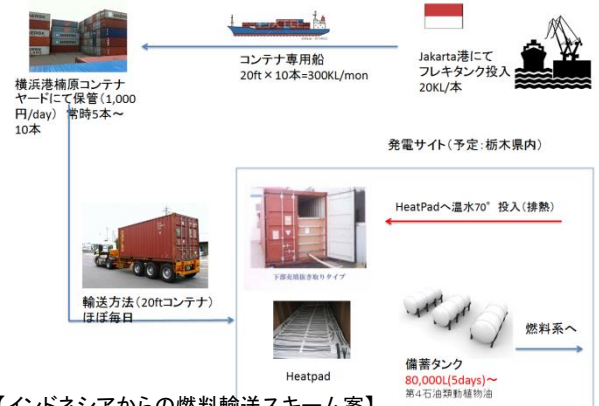 コンテナ専用船
20ft×10本=300KL/mon
Jakarta港にて
フレキタンク投入
20KL/本
横浜港楠原コンテナ
ヤードにて保管(1,000
円/day) 常時5本～
10本
発電サイト(予定:栃木県内)
HeatPadへ温水70° 投入(排熱)
下部充填抜き取りタイプ
輸送方法(20ftコンテナ)
ほぼ毎日
Heatpad
燃料系へ
備蓄タンク
80,000L(5days)～
第4石油類動植物油
【インドネシアからの燃料輸送スキーム案】